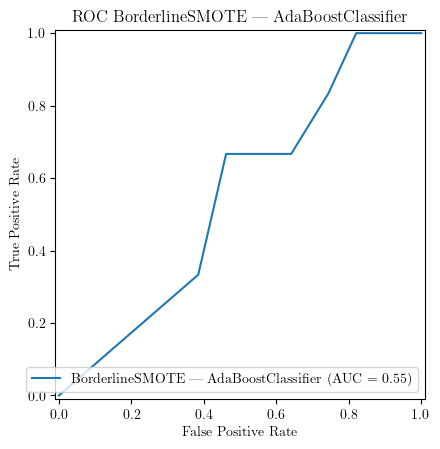 ROC BorderlineSMOTE — AdaBoostClassifier
True Positive Rate
1.0
0.8
0.6
0.4
0.2
0.0
BorderlineSMOTE — AdaBoostClassifier (AUC = 0.55)
0.0 0.2 0.4 0.6 0.8 1.0
False Positive Rate